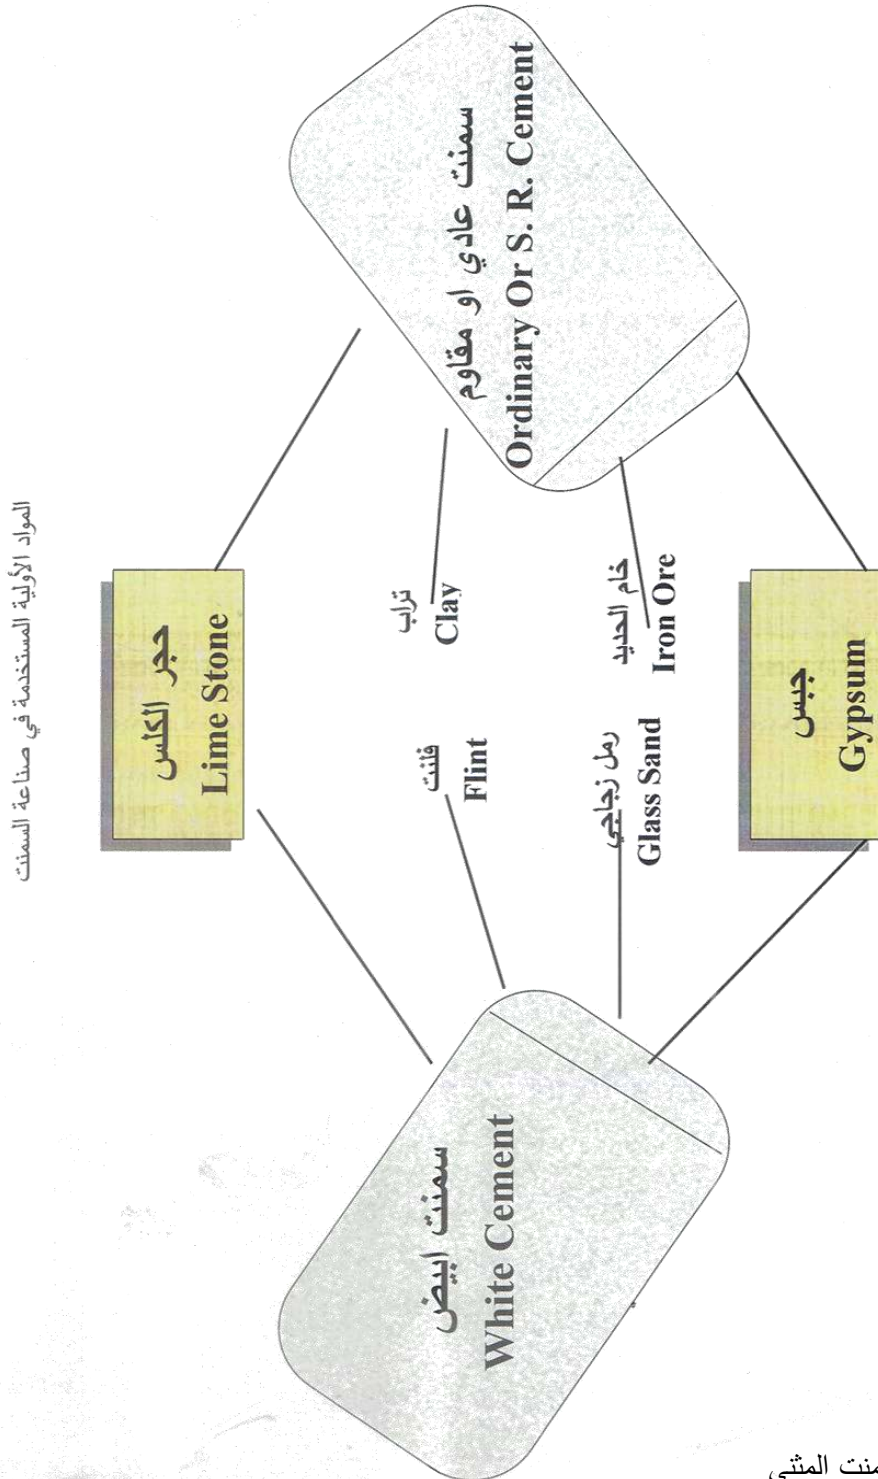 المواد الأولية المستخدمة في صناعة السمنت
حجر الكلس
Lime Stone
سمنت ابيض
White Cement
فلنت
Flint
تراب
Clay
سمنت عادي او مقاوم
Ordinary Or S. R. Cement
رمل زجاجي
Glass Sand
خام الحديد
Iron Ore
جبس
Gypsum
المثنى